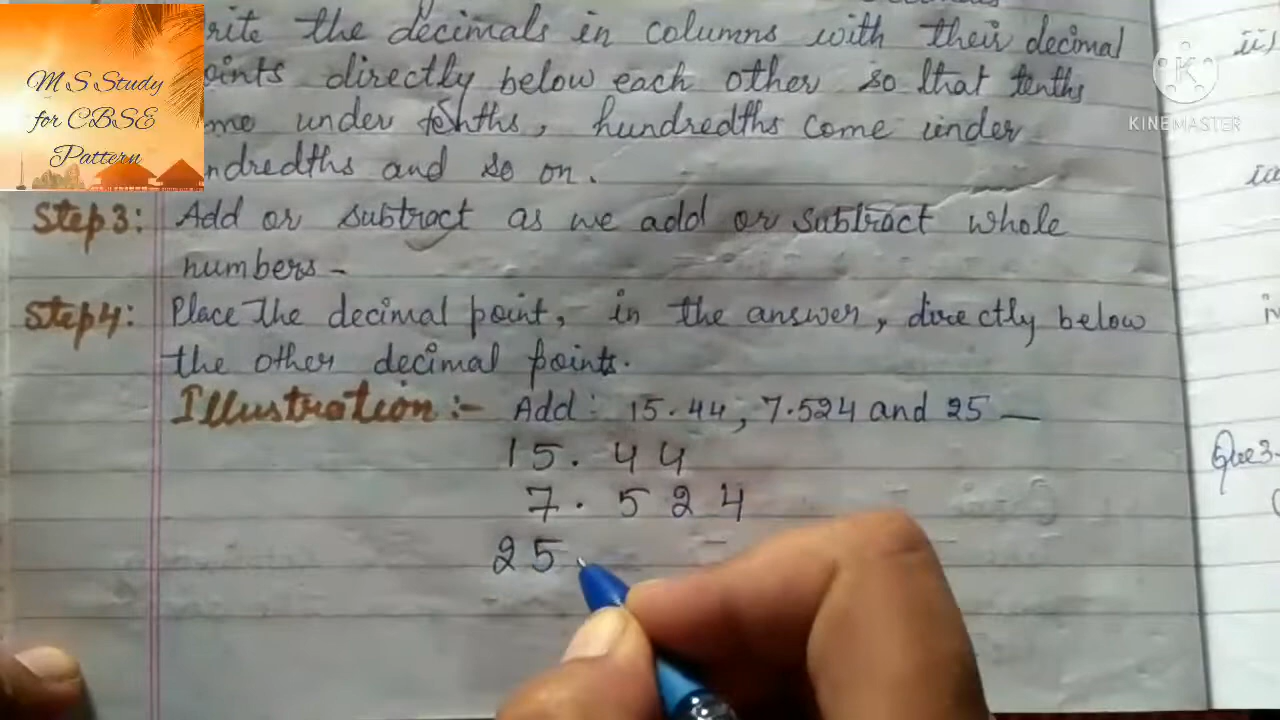 M S Study
for CBSE
Pattern
KINEMASTER
rite the decimals in columns with their decimal
oints directly below each other so that tenths
me under tenths, hundredths come under
ndredths and so on.
Step 3: Add or subtract as we add or subtract whole
numbers -
Step 4: Place the decimal point, in the answer, directly below
the other decimal points.
Illustration :- Add : 15.44, 7.524 and 25 —
15.44
7.524
25.
ii)
Que 3-